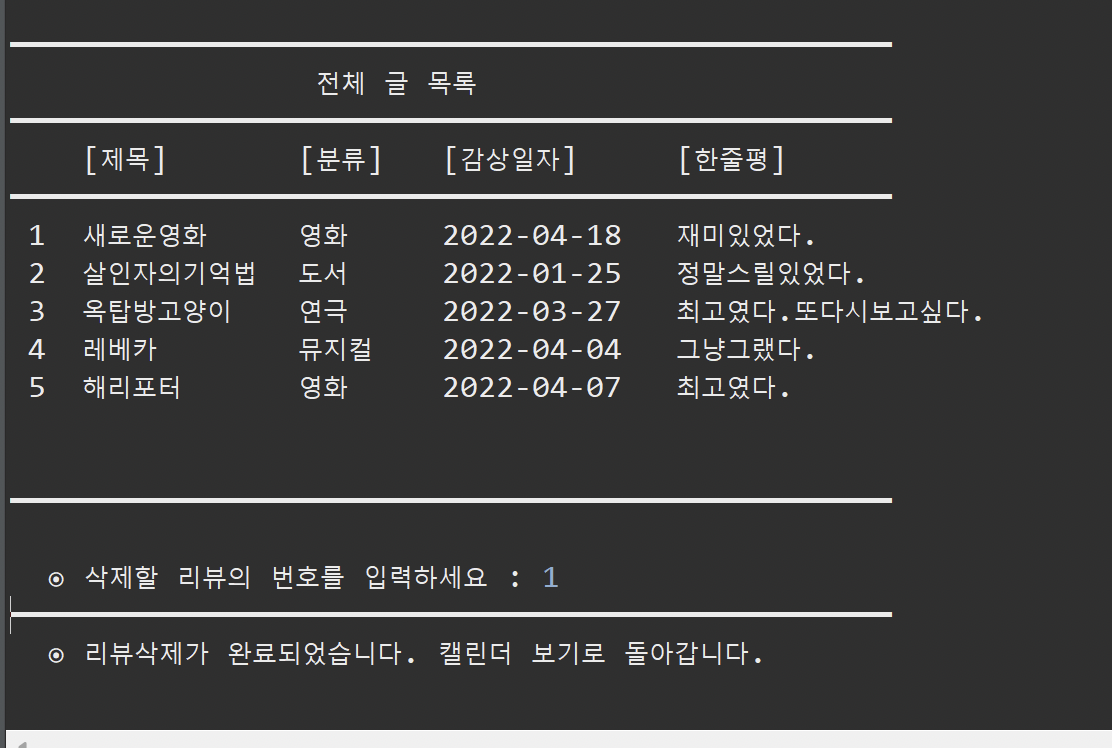 전체 글 목록
[제목] [분류] [감상일자] [한줄평]
1 새로운영화 영화 2022-04-18 재미있었다.
2 살인자의기억법 도서 2022-01-25 정말스릴있었다.
3 옥탑방고양이 연극 2022-03-27 최고였다.또다시보고싶다.
4 레베카 뮤지컬 2022-04-04 그냥그랬다.
5 해리포터 영화 2022-04-07 최고였다.
⊙ 삭제할 리뷰의 번호를 입력하세요 : 1
⊙ 리뷰삭제가 완료되었습니다. 캘린더 보기로 돌아갑니다.